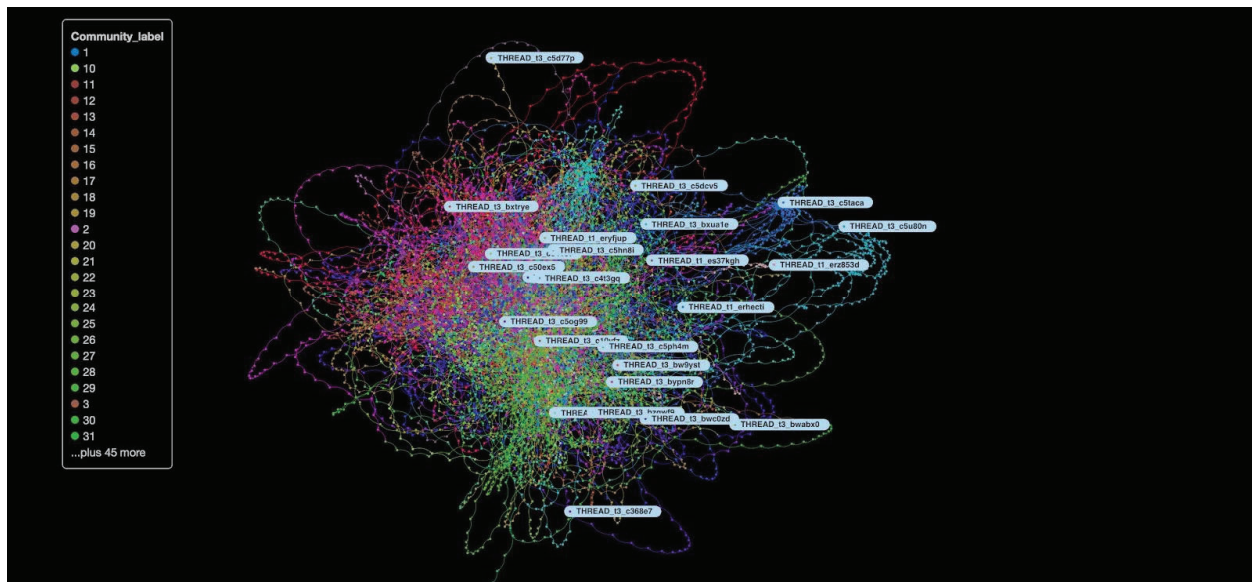 Community_label
1
10
11
12
13
14
15
16
17
18
19
2
20
21
22
23
24
25
26
27
28
29
3
30
31
...plus 45 more
THREAD_t3_c5d77p
THREAD_t3_c5dcv5
THREAD_t3_c5taca
THREAD_t3_bxtrye
THREAD_t3_bxua1e
THREAD_t3_c5u80n
THREAD_t1_eryfjup
THREAD_t3_c5hn8i
THREAD_t1_es37kgh
THREAD_t1_erz853d
THREAD_t3_c50ex5
THREAD_t3_c4t3gq
THREAD_t1_erhecti
THREAD_t3_c5og99
THREAD_t3_c5ph4m
THREAD_t3_bw9yst
THREAD_t3_bypn8r
THREAD_t3_bwc0zd
THREAD_t3_bwabx0
THREAD_t3_c368e7